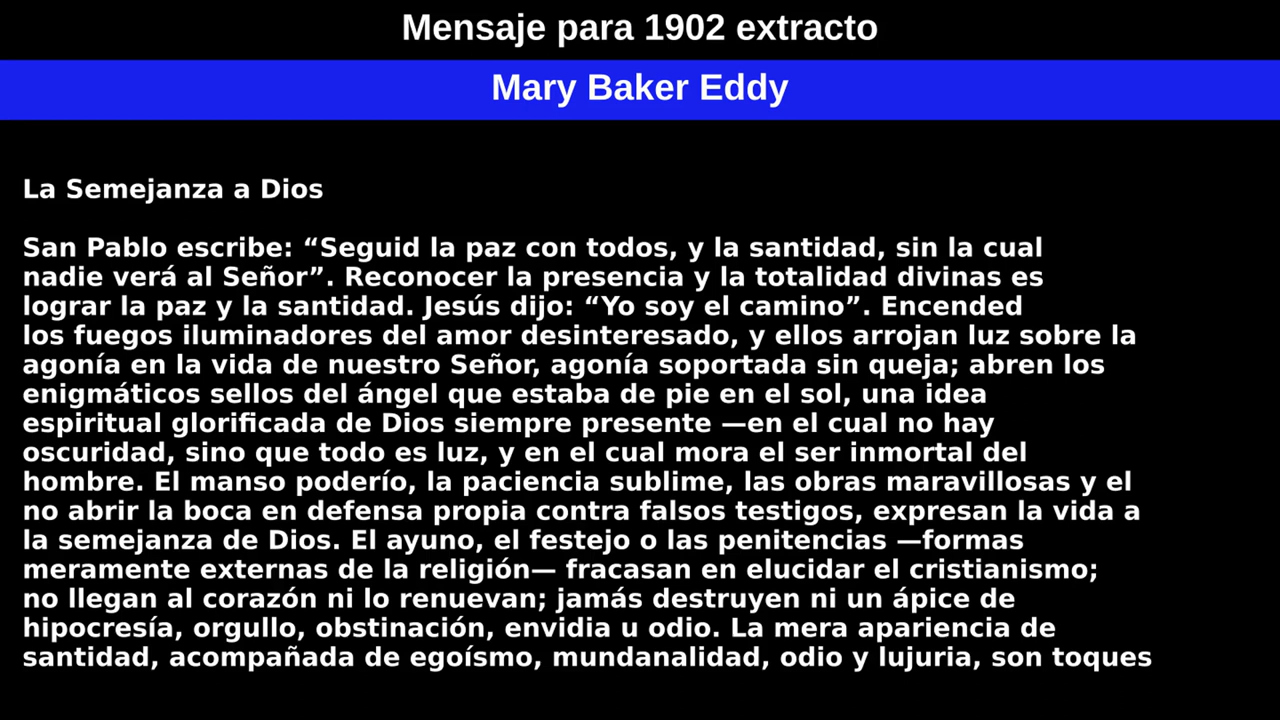 Mensaje para 1902 extracto
Mary Baker Eddy
La Semejanza a Dios
San Pablo escribe: “Seguid la paz con todos, y la santidad, sin la cual
nadie verá al Señor”. Reconocer la presencia y la totalidad divinas es
lograr la paz y la santidad. Jesús dijo: “Yo soy el camino”. Encended
los fuegos iluminadores del amor desinteresado, y ellos arrojan luz sobre la
agonía en la vida de nuestro Señor, agonía soportada sin queja; abren los
enigmáticos sellos del ángel que estaba de pie en el sol, una idea
espiritual glorificada de Dios siempre presente —en el cual no hay
oscuridad, sino que todo es luz, y en el cual mora el ser inmortal del
hombre. El manso poderío, la paciencia sublime, las obras maravillosas y el
no abrir la boca en defensa propia contra falsos testigos, expresan la vida a
la semejanza de Dios. El ayuno, el festejo o las penitencias —formas
meramente externas de la religión— fracasan en elucidar el cristianismo;
no llegan al corazón ni lo renuevan; jamás destruyen ni un ápice de
hipocresía, orgullo, obstinación, envidia u odio. La mera apariencia de
santidad, acompañada de egoísmo, mundanalidad, odio y lujuria, son toques